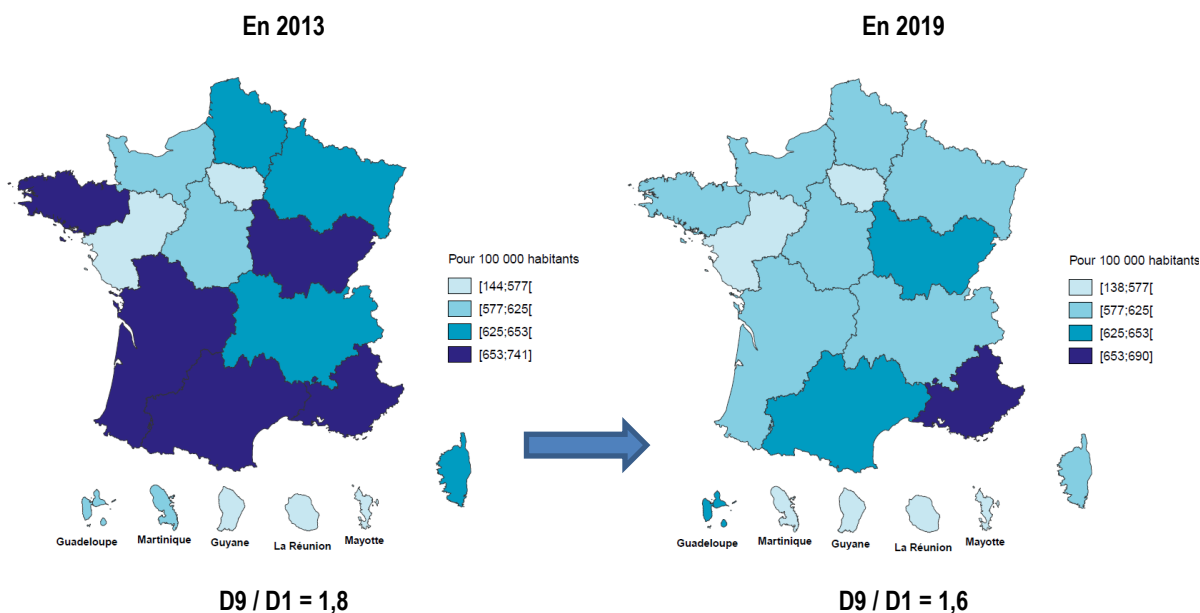 En 2013
En 2019
Pour 100 000 habitants
[144;577[
[577;625[
[625;653[
[653;741]
Pour 100 000 habitants
[138;577[
[577;625[
[625;653[
[653;690]
Guadeloupe
Martinique
Guyane
La Réunion
Mayotte
Guadeloupe
Martinique
Guyane
La Réunion
Mayotte
D9 / D1 = 1,8
D9 / D1 = 1,6